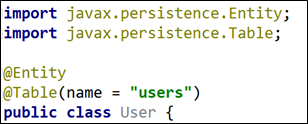 import javax.persistence.Entity;
import javax.persistence.Table;
@Entity
@Table(name = "users")
public class User {